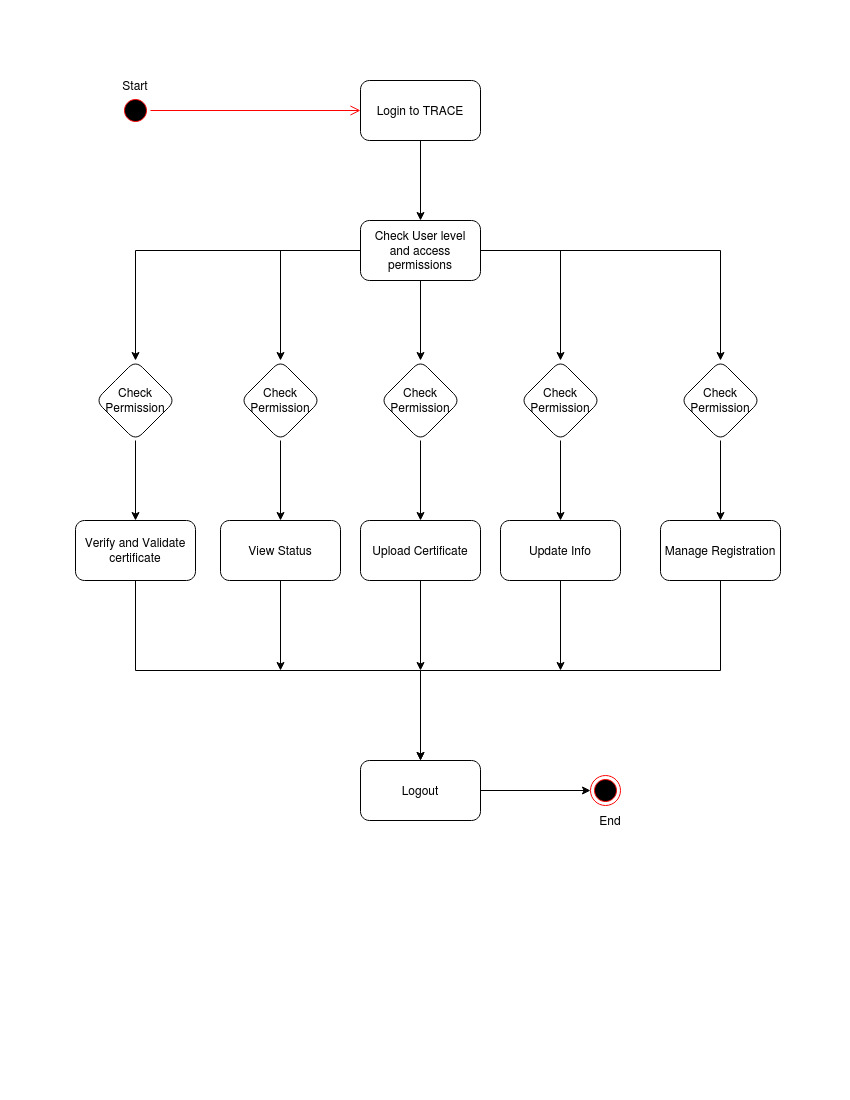 Start
Login to TRACE
Check User level
and access
permissions
Check
Permission
Check
Permission
Check
Permission
Check
Permission
Check
Permission
Verify and Validate
certificate
View Status
Upload Certificate
Update Info
Manage Registration
Logout
End